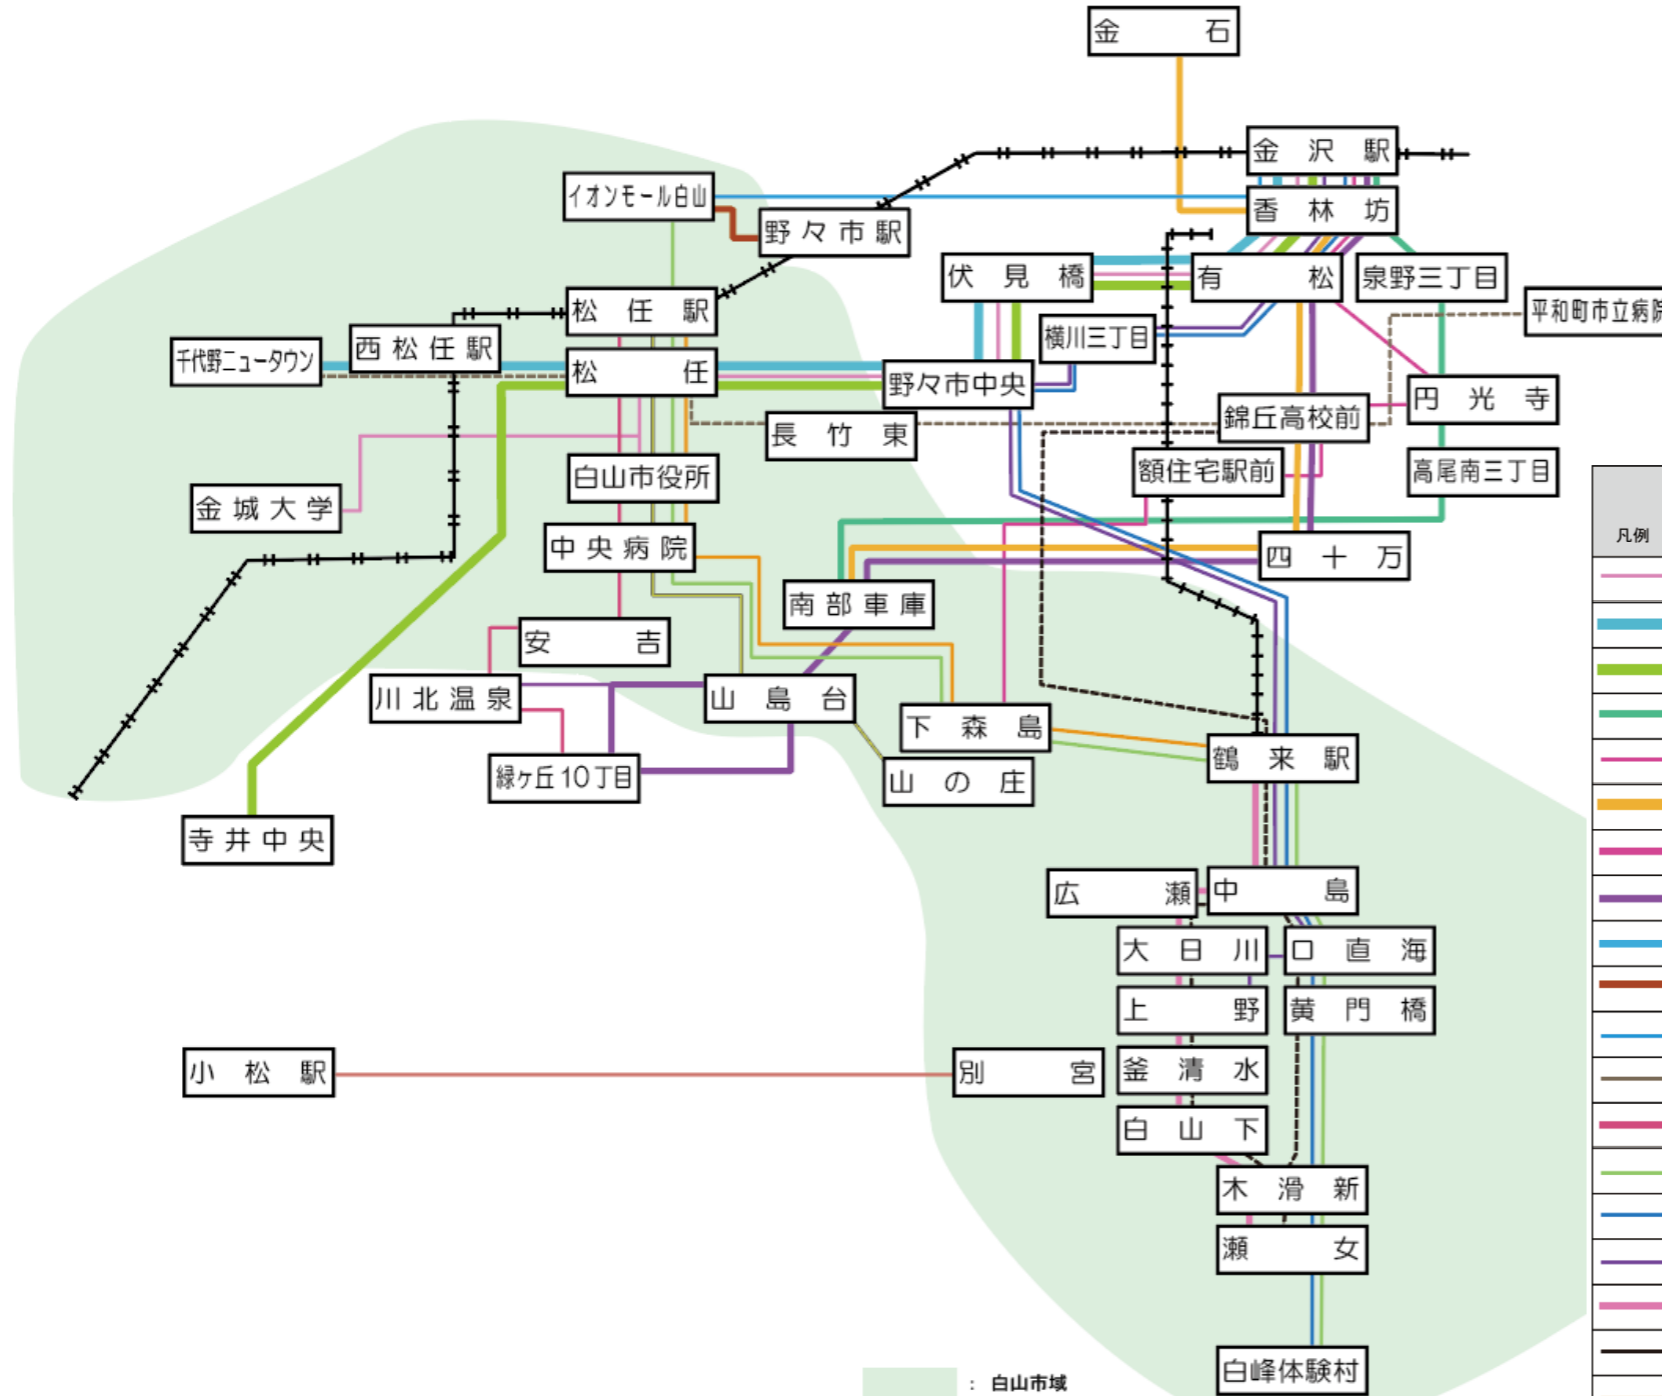 金石
金沢駅
イオンモール白山
香林坊
野々市駅
伏見橋
有松
泉野三丁目
松任駅
平和町市立病院
横川三丁目
西松任駅
千代野ニュータウン
松任
野々市中央
円光寺
錦丘高校前
長竹東
白山市役所
額住宅駅前
高尾南三丁目
金城大学
凡例
中央病院
四十万
南部車庫
安吉
川北温泉
山島台
下森島
鶴来駅
緑ヶ丘10丁目
山の庄
寺井中央
広瀬
中島
大日川
口直海
上野
黄門橋
小松駅
別宮
釜清水
白山下
木滑新
瀬女
白峰体験村
：白山市域